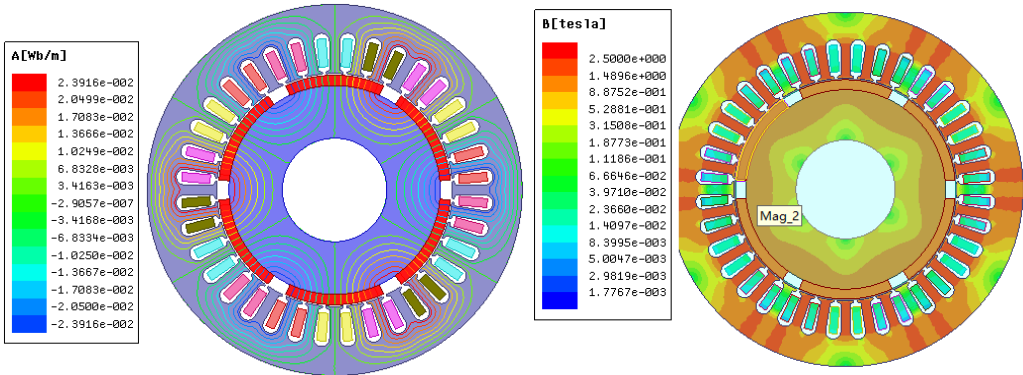 A[Wb/m]
2.3916e-002
2.0499e-002
1.7083e-002
1.3666e-002
1.0249e-002
6.8328e-003
3.4163e-003
-2.9057e-007
-3.4168e-003
-6.8334e-003
-1.0250e-002
-1.3667e-002
-1.7083e-002
-2.0500e-002
-2.3916e-002
B[tesla]
2.5000e+000
1.4896e+000
8.8752e-001
5.2881e-001
3.1508e-001
1.8773e-001
1.1186e-001
6.6646e-002
3.9710e-002
2.3660e-002
1.4097e-002
8.3995e-003
5.0047e-003
2.9819e-003
1.7767e-003
Mag_2